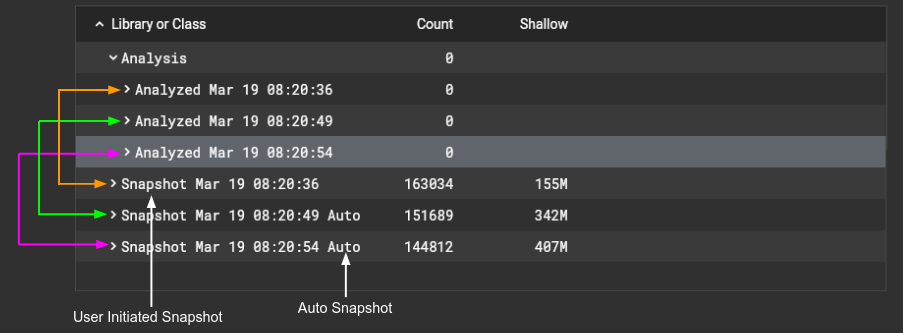 Library or Class Count Shallow
Analysis 0
Analyzed Mar 19 08:20:36 0
Analyzed Mar 19 08:20:49 0
Analyzed Mar 19 08:20:54 0
Snapshot Mar 19 08:20:36 163034 155M
Snapshot Mar 19 08:20:49 Auto 151689 342M
Snapshot Mar 19 08:20:54 Auto 144812 407M
User Initiated Snapshot
Auto Snapshot